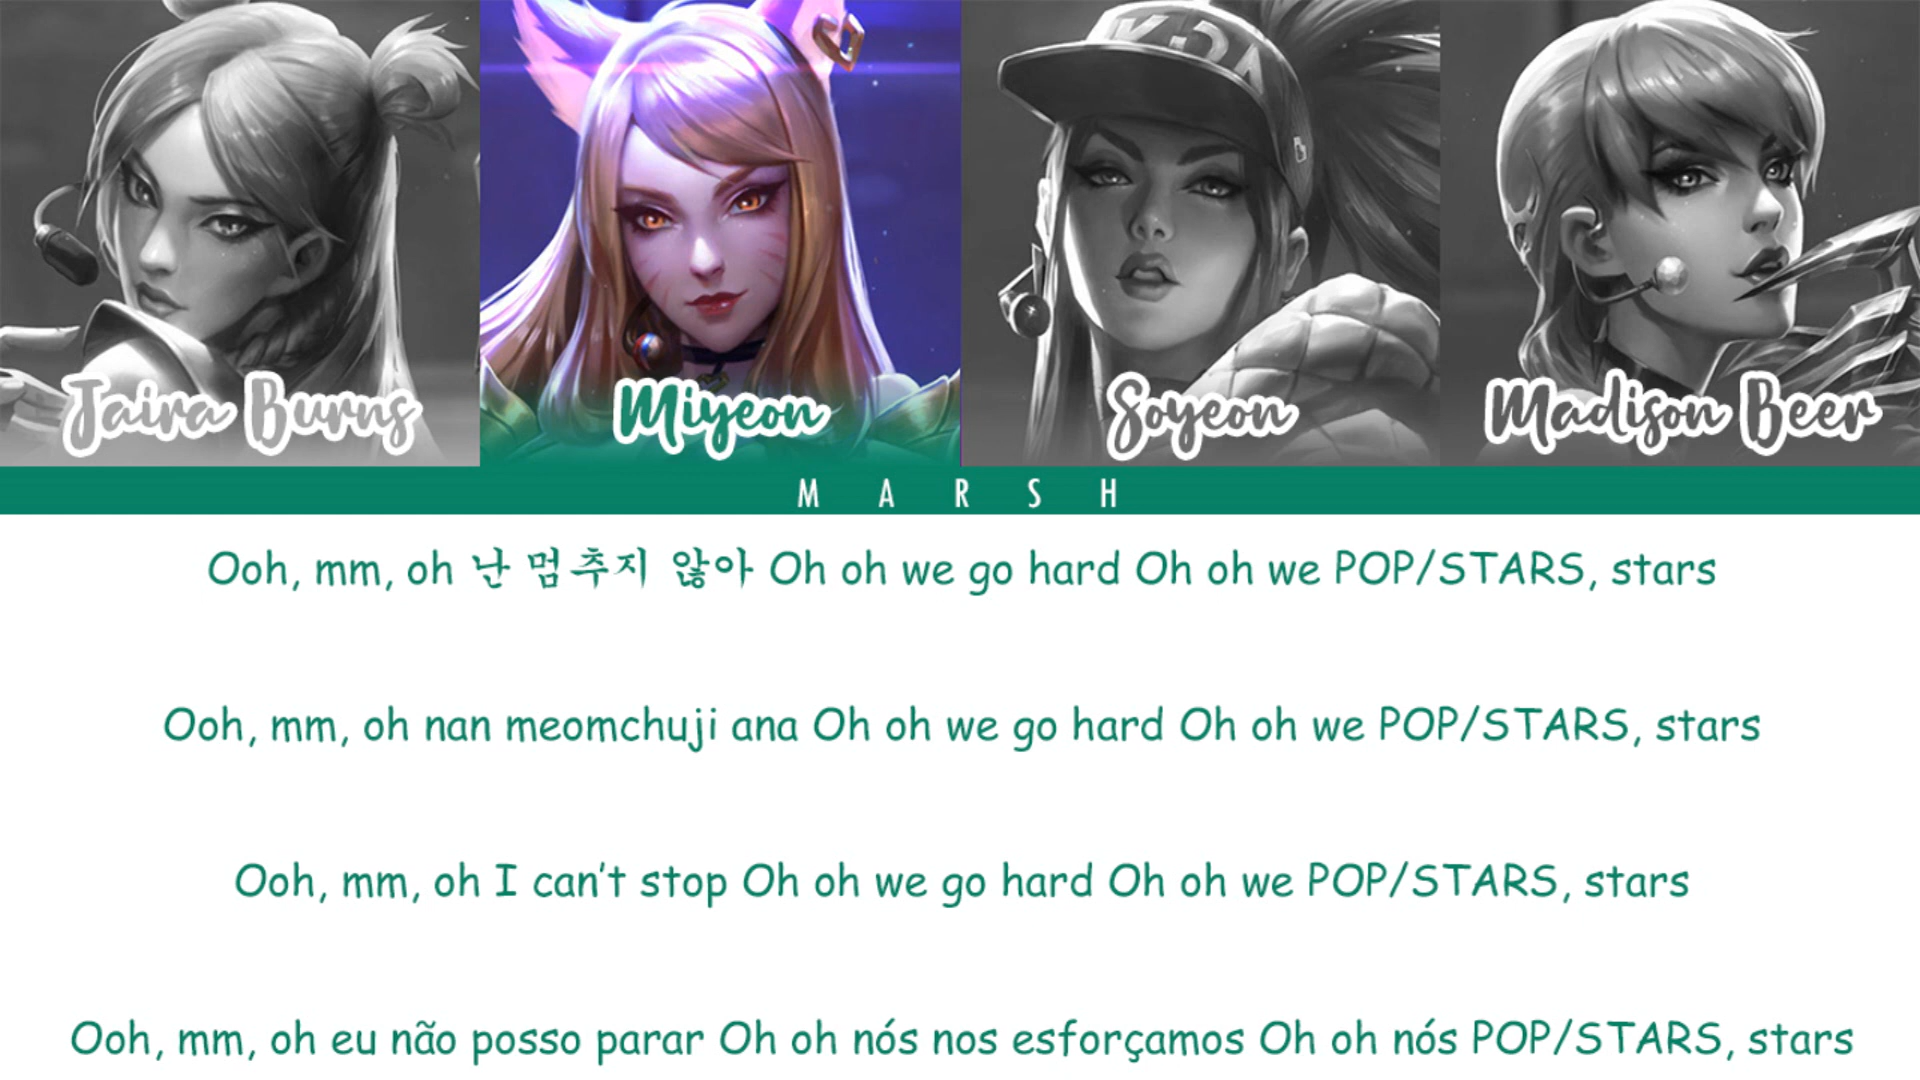 K/DA
Jaira Burns
Miyeon
Soyeon
Madison Beer
MARSH
Ooh, mm, oh 난 멈추지 않아 Oh oh we go hard Oh oh we POP/STARS, stars
Ooh, mm, oh nan meomchuji ana Oh oh we go hard Oh oh we POP/STARS, stars
Ooh, mm, oh I can't stop Oh oh we go hard Oh oh we POP/STARS, stars
Ooh, mm, oh eu não posso parar Oh oh nós nos esforçamos Oh oh nós POP/STARS, stars